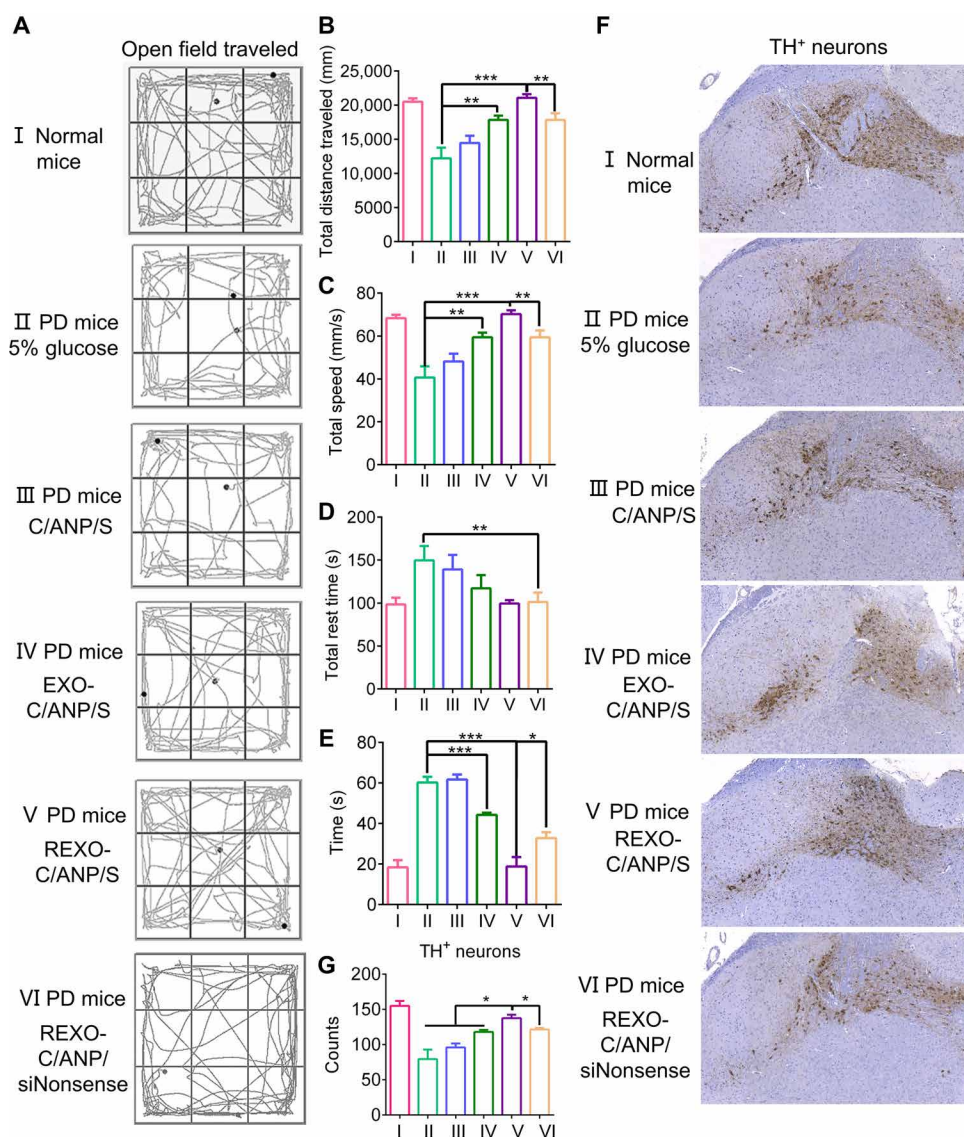 A
Open field traveled
Ⅰ Normal
mice
Ⅱ PD mice
5% glucose
Ⅲ PD mice
C/ANP/S
Ⅳ PD mice
EXO-
C/ANP/S
Ⅴ PD mice
REXO-
C/ANP/S
Ⅵ PD mice
REXO-
C/ANP/
siNonsense
B
Total distance traveled (mm)
25,000
20,000
15,000
10,000
5000
0
*** **
**
I II III IV V VI
C
Total speed (mm/s)
80
60
40
20
0
*** **
**
I II III IV V VI
D
Total rest time (s)
200
150
100
50
0
**
I II III IV V VI
E
Time (s)
80
60
40
20
0
*** *
***
I II III IV V VI
TH⁺ neurons
G
Counts
200
150
100
50
0
* *
I II III IV V VI
F
TH⁺ neurons
Ⅰ Normal
mice
Ⅱ PD mice
5% glucose
Ⅲ PD mice
C/ANP/S
Ⅳ PD mice
EXO-
C/ANP/S
Ⅴ PD mice
REXO-
C/ANP/S
Ⅵ PD mice
REXO-
C/ANP/
siNonsense